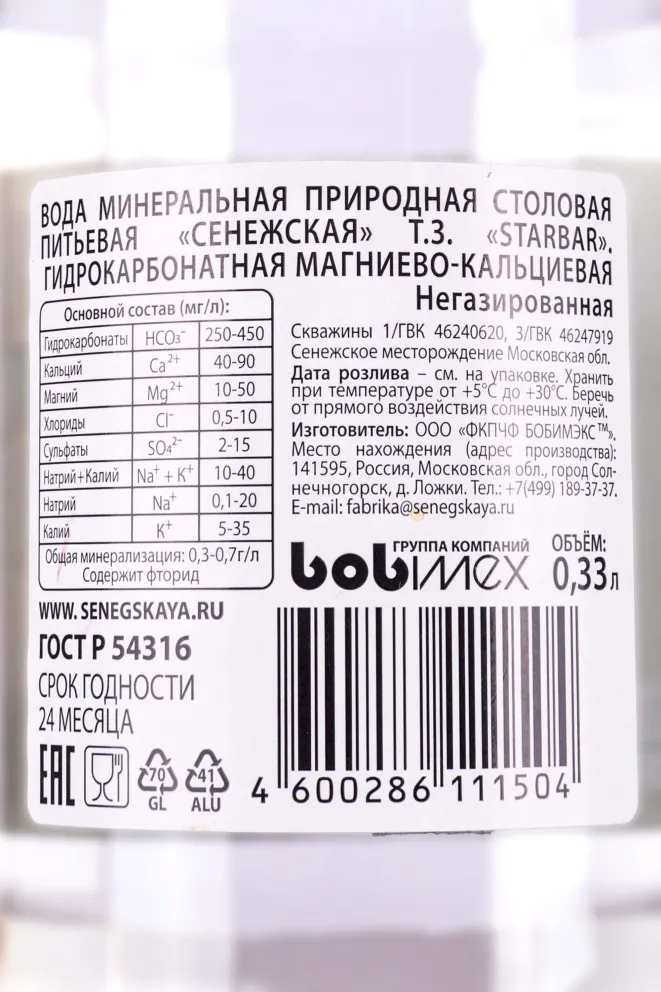 ВОДА МИНЕРАЛЬНАЯ ПРИРОДНАЯ СТОЛОВАЯ
ПИТЬЕВАЯ «СЕНЕЖСКАЯ» Т.З. «STARBAR».
ГИДРОКАРБОНАТНАЯ МАГНИЕВО-КАЛЬЦИЕВАЯ
Негазированная
Основной состав (мг/л):
Гидрокарбонаты HCO₃⁻ 250-450
Кальций Ca²⁺ 40-90
Магний Mg²⁺ 10-50
Хлориды Cl⁻ 0,5-10
Сульфаты SO₄²⁻ 2-15
Натрий+Калий Na⁺ + K⁺ 10-40
Натрий Na⁺ 0,1-20
Калий K⁺ 5-35
Общая минерализация: 0,3-0,7г/л
Содержит фторид
Скважины 1/ГВК 46240620, 3/ГВК 46247919
Сенежское месторождение Московская обл.
Дата розлива – см. на упаковке. Хранить
при температуре от +5°С до +30°С. Беречь
от прямого воздействия солнечных лучей.
Изготовитель: ООО «ФКПЧФ БОБИМЭКС™».
Место нахождения (адрес производства):
141595, Россия, Московская обл., город Сол-
нечногорск, д. Ложки. Тел.: +7(499) 189-37-37.
E-mail: fabrika@senegskaya.ru
ГРУППА КОМПАНИЙ
bobimex
ОБЪЁМ:
0,33л
WWW. SENEGSKAYA.RU
ГОСТ Р 54316
СРОК ГОДНОСТИ
24 МЕСЯЦА
EAC
70
GL
41
ALU
4 600286 111504